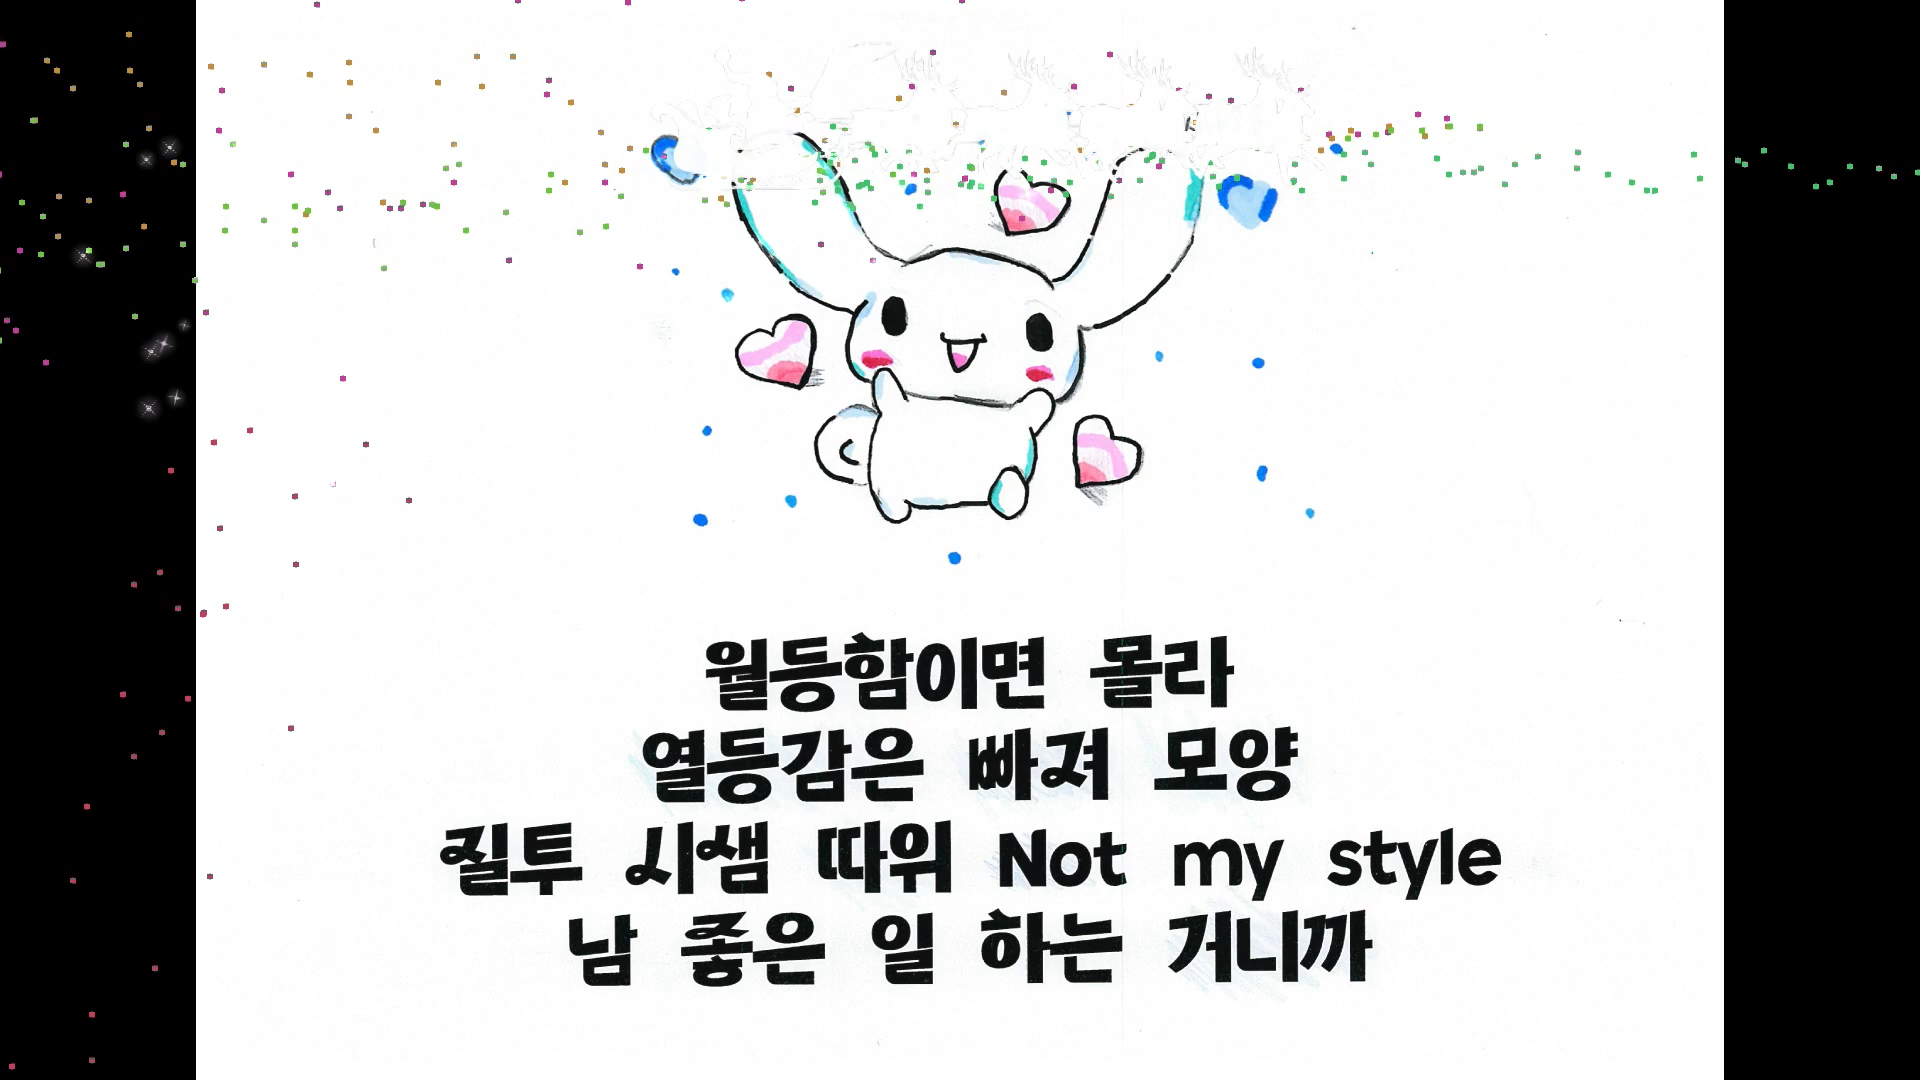 월등함이면 몰라
열등감은 빠져 모양
질투 시샘 따위 Not my style
남 좋은 일 하는 거니까